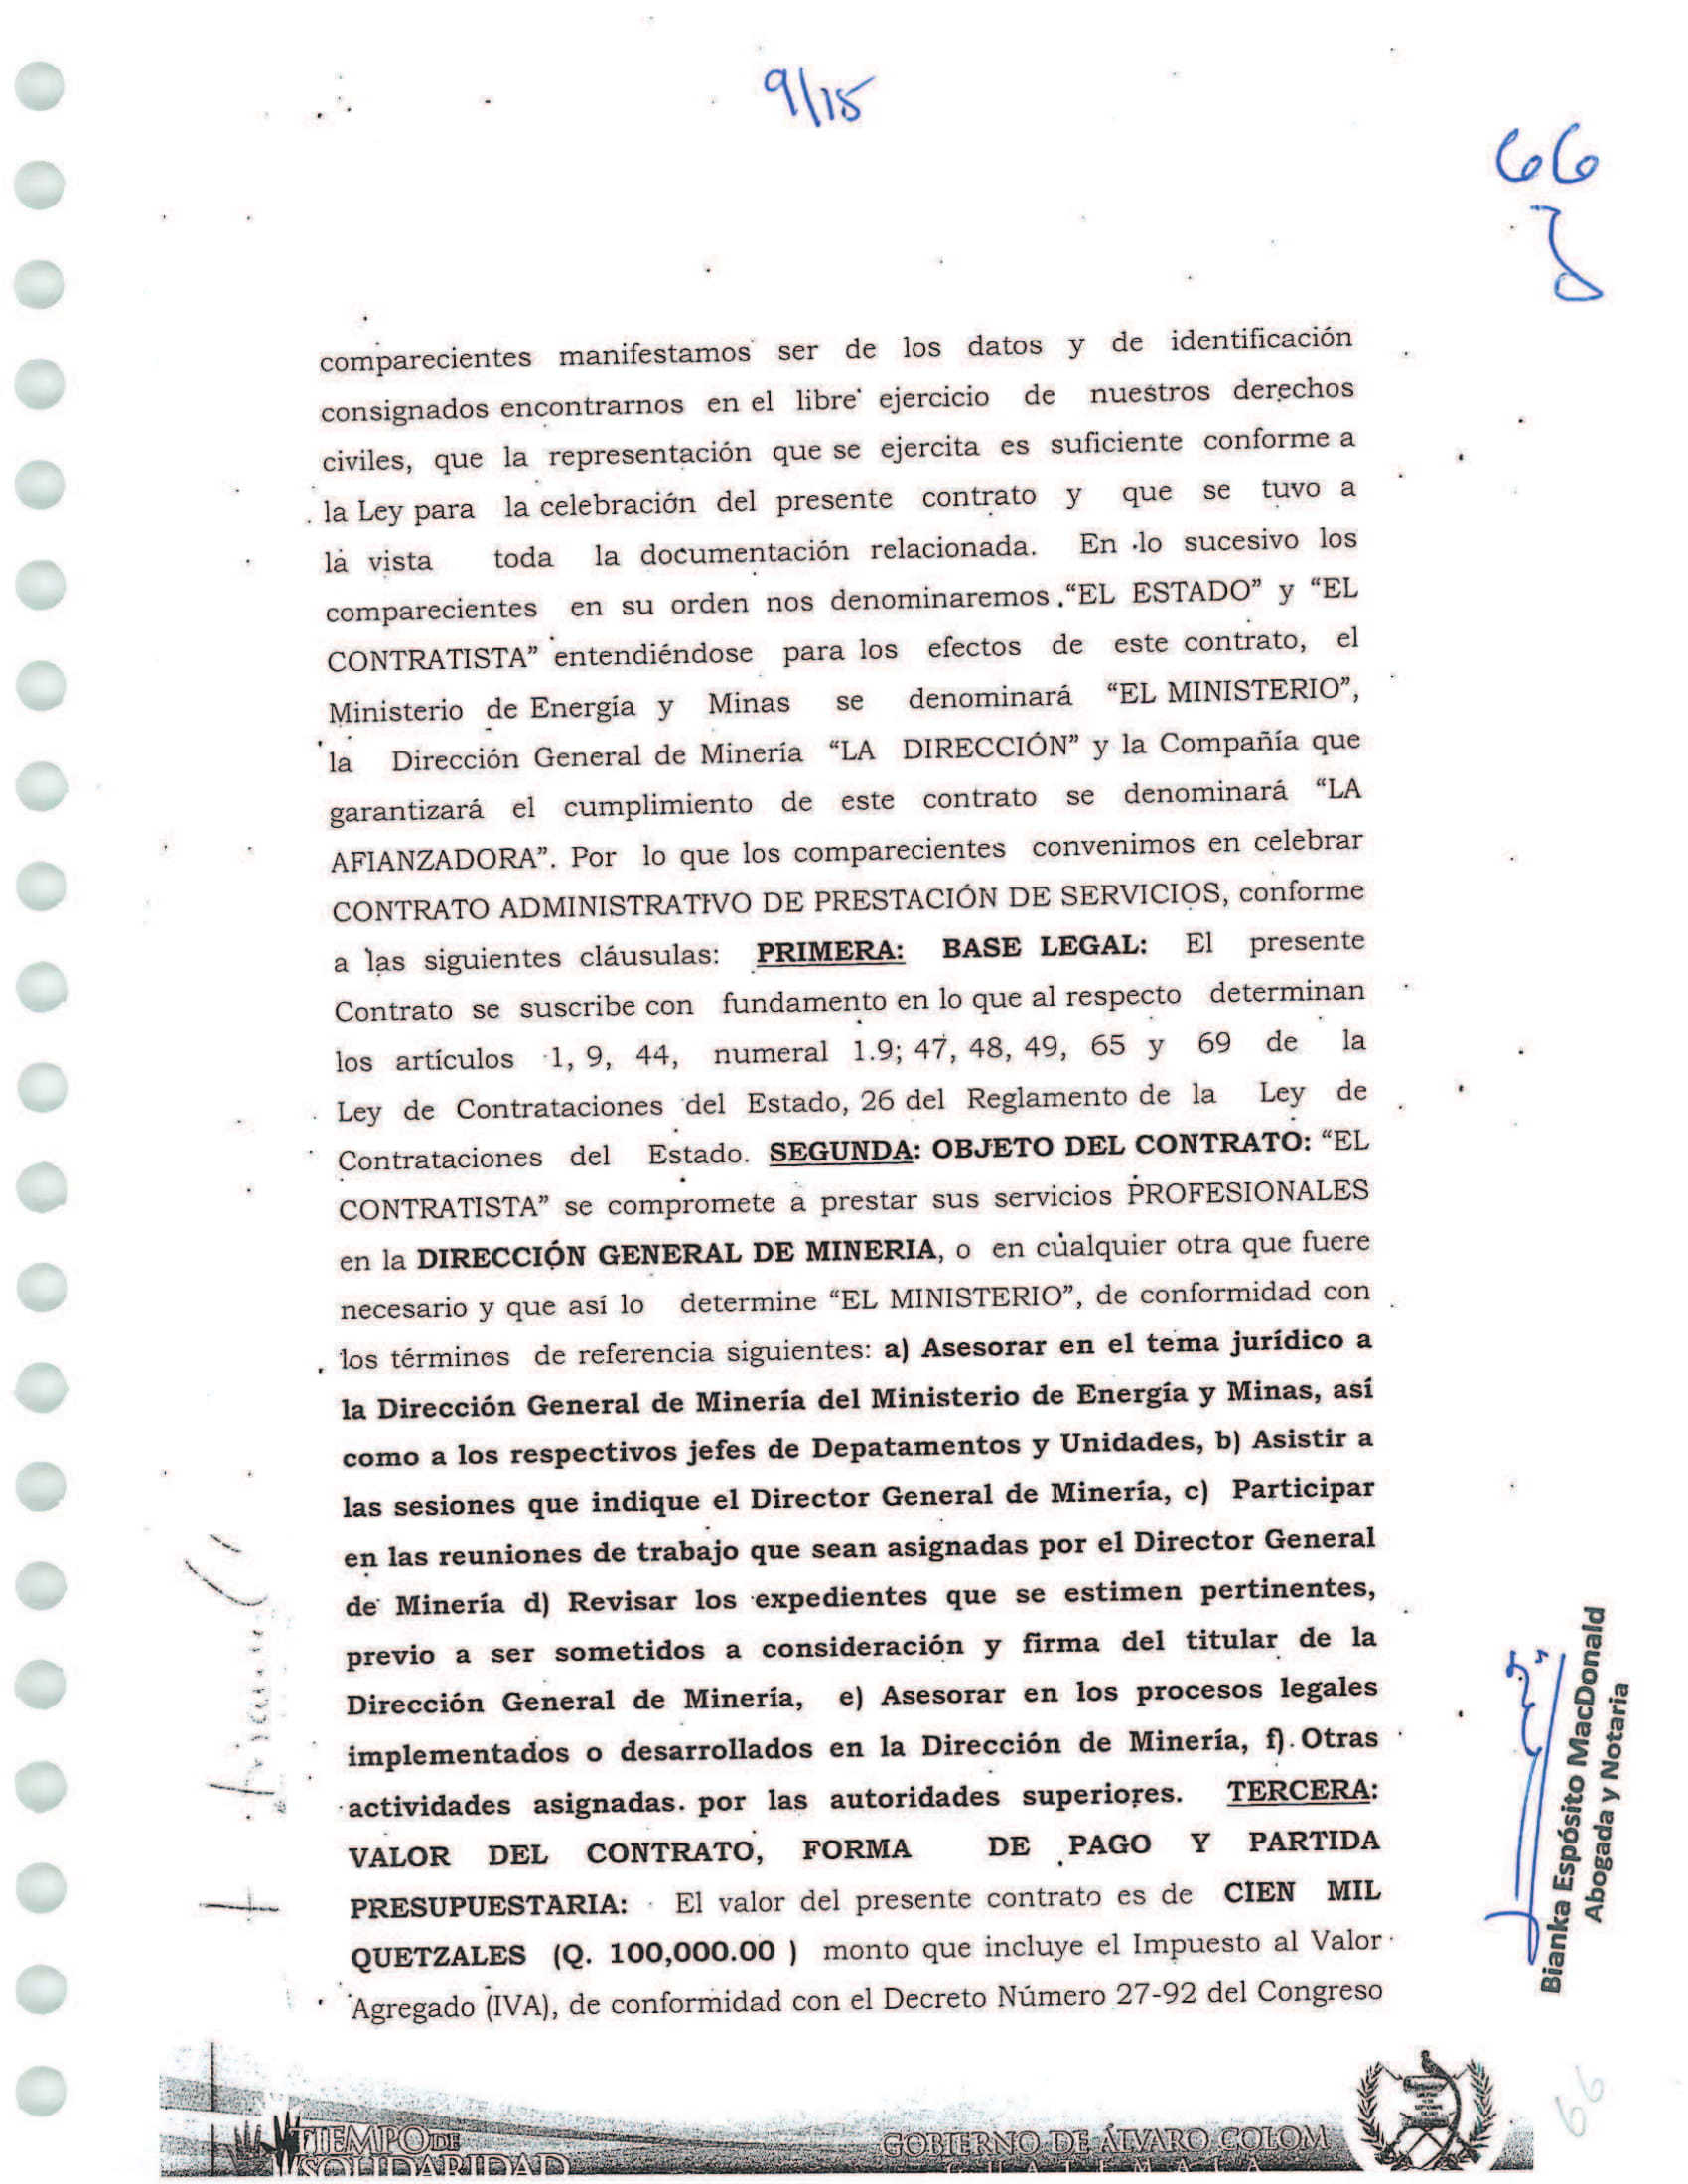 9/15
66
comparecientes manifestamos ser de los datos y de identificación
consignados encontrarnos en el libre ejercicio de nuestros derechos
civiles, que la representación que se ejercita es suficiente conforme a
la Ley para la celebración del presente contrato y que se tuvo a
la vista toda la documentación relacionada. En lo sucesivo los
comparecientes en su orden nos denominaremos "EL ESTADO" y "EL
CONTRATISTA" entendiéndose para los efectos de este contrato, el
Ministerio de Energía y Minas se denominará "EL MINISTERIO",
la Dirección General de Minería "LA DIRECCIÓN" y la Compañía que
garantizará el cumplimiento de este contrato se denominará "LA
AFIANZADORA". Por lo que los comparecientes convenimos en celebrar
CONTRATO ADMINISTRATIVO DE PRESTACIÓN DE SERVICIOS, conforme
a las siguientes cláusulas: PRIMERA: BASE LEGAL: El presente
Contrato se suscribe con fundamento en lo que al respecto determinan
los artículos 1, 9, 44, numeral 1.9; 47, 48, 49, 65 y 69 de la
Ley de Contrataciones del Estado, 26 del Reglamento de la Ley de
Contrataciones del Estado. SEGUNDA: OBJETO DEL CONTRATO: "EL
CONTRATISTA" se compromete a prestar sus servicios PROFESIONALES
en la DIRECCIÓN GENERAL DE MINERIA, o en cualquier otra que fuere
necesario y que así lo determine "EL MINISTERIO", de conformidad con
los términos de referencia siguientes: a) Asesorar en el tema jurídico a
la Dirección General de Minería del Ministerio de Energía y Minas, así
como a los respectivos jefes de Depatamentos y Unidades, b) Asistir a
las sesiones que indique el Director General de Minería, c) Participar
en las reuniones de trabajo que sean asignadas por el Director General
de Minería d) Revisar los expedientes que se estimen pertinentes,
previo a ser sometidos a consideración y firma del titular de la
Dirección General de Minería, e) Asesorar en los procesos legales
implementados o desarrollados en la Dirección de Minería, f). Otras
actividades asignadas. por las autoridades superiores. TERCERA:
VALOR DEL CONTRATO, FORMA DE PAGO Y PARTIDA
PRESUPUESTARIA: El valor del presente contrato es de CIEN MIL
QUETZALES (Q. 100,000.00 ) monto que incluye el Impuesto al Valor
Agregado (IVA), de conformidad con el Decreto Número 27-92 del Congreso
Bianka Espósito MacDonald
Abogada y Notaria
66
TIEMPO DE
SOLIDARIDAD
GOBIERNO DE ÁLVARO COLOM
GUATEMALA